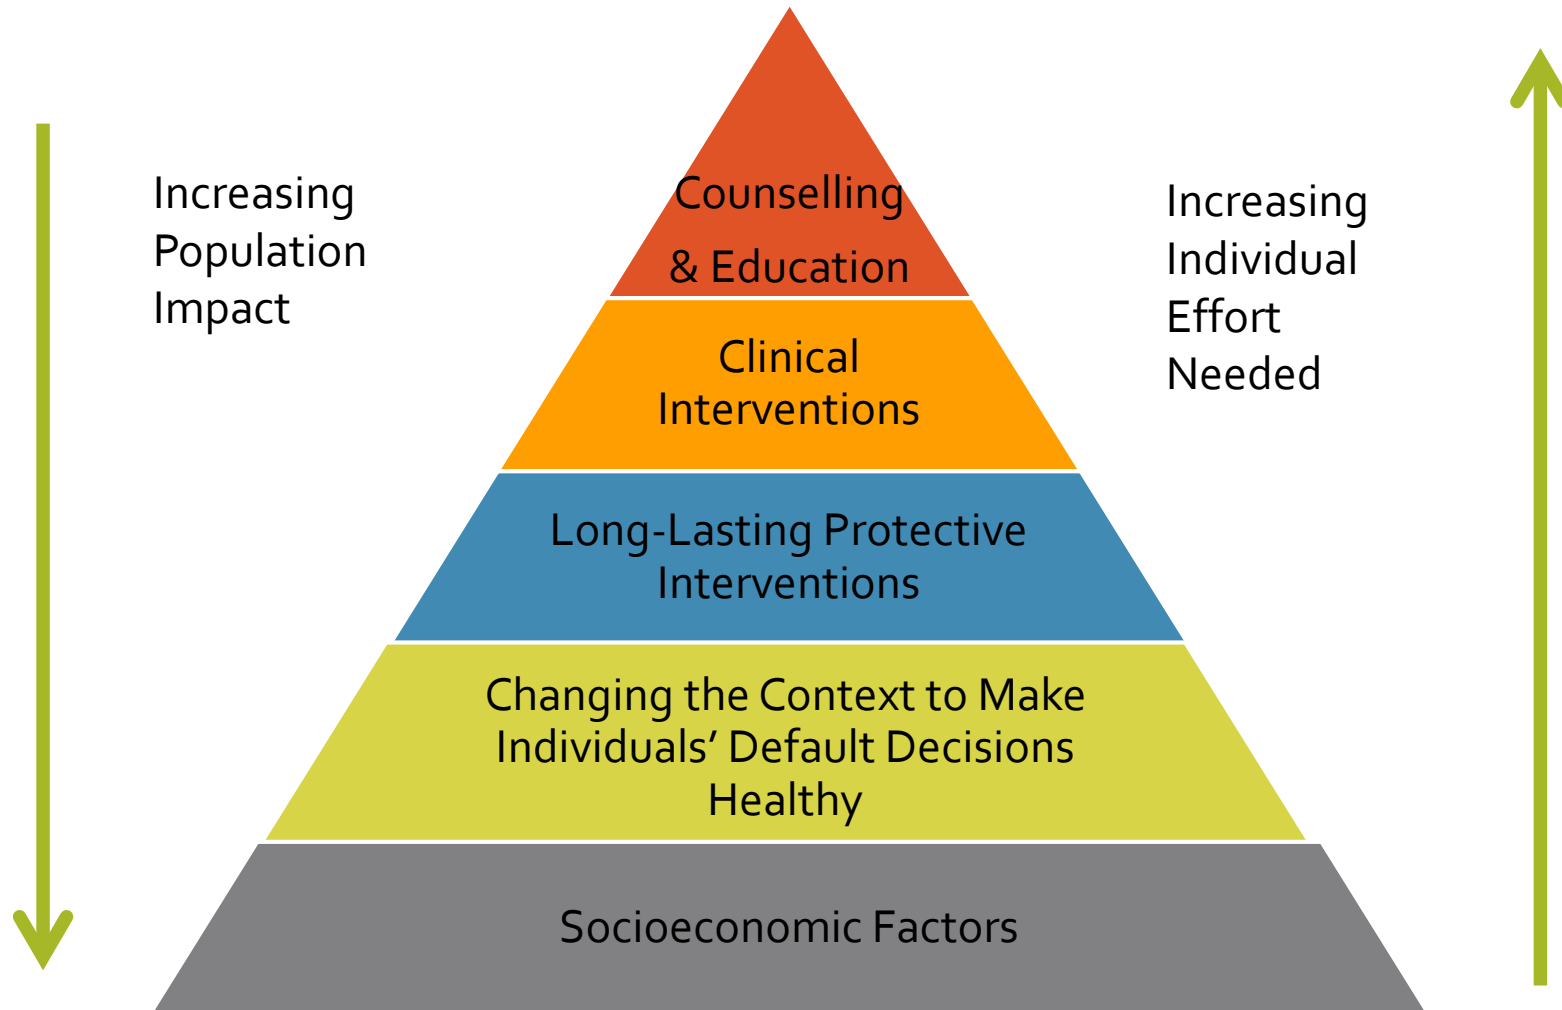 Increasing
Population
Impact
Counselling
& Education
Increasing
Individual
Effort
Needed
Clinical
Interventions
Long-Lasting Protective
Interventions
Changing the Context to Make
Individuals’ Default Decisions
Healthy
Socioeconomic Factors